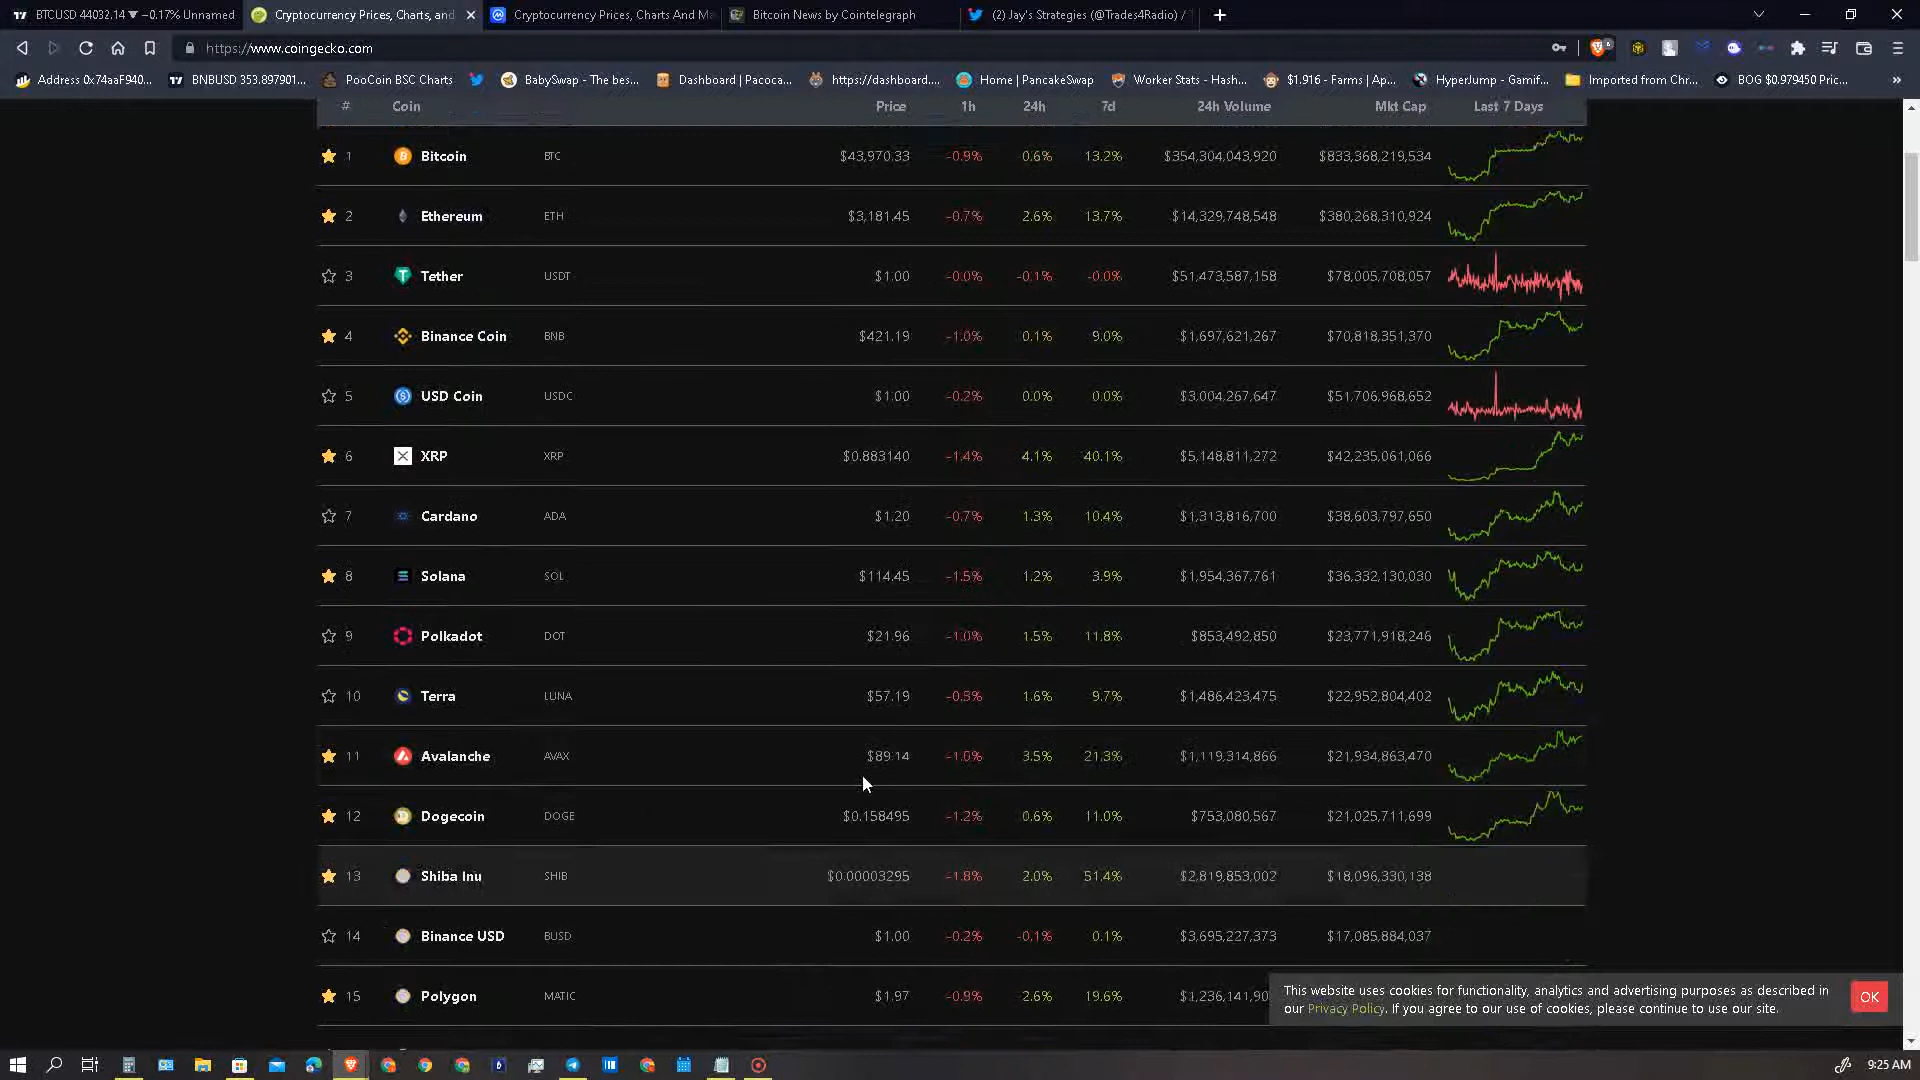 BTCUSD 44032.14 ▼ −0.17% Unnamed
Cryptocurrency Prices, Charts, and
Cryptocurrency Prices, Charts And Ma
Bitcoin News by Cointelegraph
(2) Jay's Strategies (@Trades4Radio) / T
https://www.coingecko.com
Address 0x74aaF940... BNBUSD 353.897901... PooCoin BSC Charts BabySwap - The bes... Dashboard | Pacoca... https://dashboard.... Home | PancakeSwap Worker Stats - Hash... $1.916 - Farms | Ap... HyperJump - Gamif... Imported from Chr... BOG $0.979450 Pric... »
# Coin Price 1h 24h 7d 24h Volume Mkt Cap Last 7 Days
1 Bitcoin BTC $43,970.33 -0.9% 0.6% 13.2% $354,304,043,920 $833,368,219,534
2 Ethereum ETH $3,181.45 -0.7% 2.6% 13.7% $14,329,748,548 $380,268,310,924
3 Tether USDT $1.00 -0.0% -0.1% -0.0% $51,473,587,158 $78,005,708,057
4 Binance Coin BNB $421.19 -1.0% 0.1% 9.0% $1,697,621,267 $70,818,351,370
5 USD Coin USDC $1.00 -0.2% 0.0% 0.0% $3,004,267,647 $51,706,968,652
6 XRP XRP $0.883140 -1.4% 4.1% 40.1% $5,148,811,272 $42,235,061,066
7 Cardano ADA $1.20 -0.7% 1.3% 10.4% $1,313,816,700 $38,603,797,650
8 Solana SOL $114.45 -1.5% 1.2% 3.9% $1,954,367,761 $36,332,130,030
9 Polkadot DOT $21.96 -1.0% 1.5% 11.8% $853,492,850 $23,771,918,246
10 Terra LUNA $57.19 -0.3% 1.6% 9.7% $1,486,423,475 $22,952,804,402
11 Avalanche AVAX $89.14 -1.0% 3.5% 21.3% $1,119,314,866 $21,934,863,470
12 Dogecoin DOGE $0.158495 -1.2% 0.6% 11.0% $753,080,567 $21,025,711,699
13 Shiba Inu SHIB $0.00003295 -1.8% 2.0% 51.4% $2,819,853,002 $18,096,330,138
14 Binance USD BUSD $1.00 -0.2% -0.1% 0.1% $3,695,227,373 $17,085,884,037
15 Polygon MATIC $1.97 -0.9% 2.6% 19.6% $1,236,141,90
This website uses cookies for functionality, analytics and advertising purposes as described in
our Privacy Policy. If you agree to our use of cookies, please continue to use our site.
OK
9:25 AM